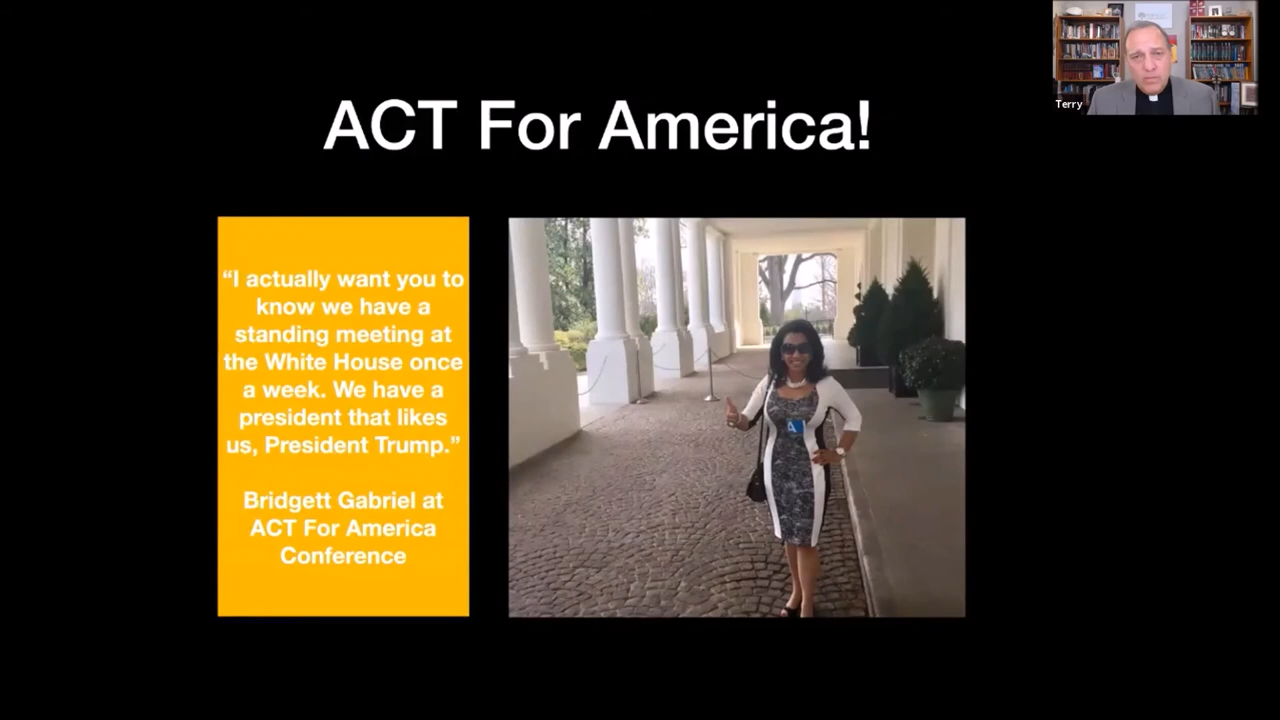 ACT For America!
“I actually want you to
know we have a
standing meeting at
the White House once
a week. We have a
president that likes
us, President Trump.”
Bridgett Gabriel at
ACT For America
Conference
A
Terry